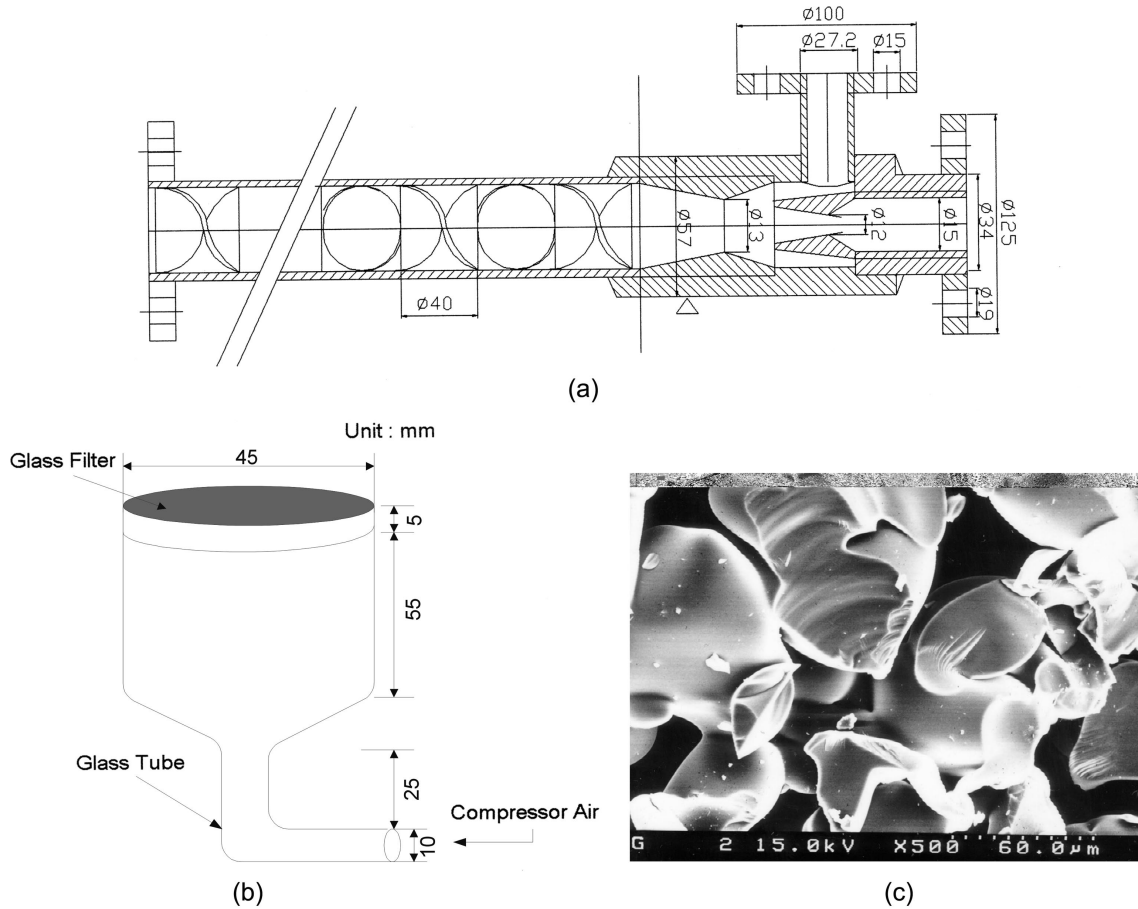 Ø100
Ø27.2
Ø15
Ø57
Ø13
Ø12
Ø15
Ø34
Ø125
Ø19
Ø40
(a)
Unit : mm
Glass Filter
45
5
55
Glass Tube
25
Compressor Air
10
(b)
G 2 15.0kV X500 60.0µm
(c)